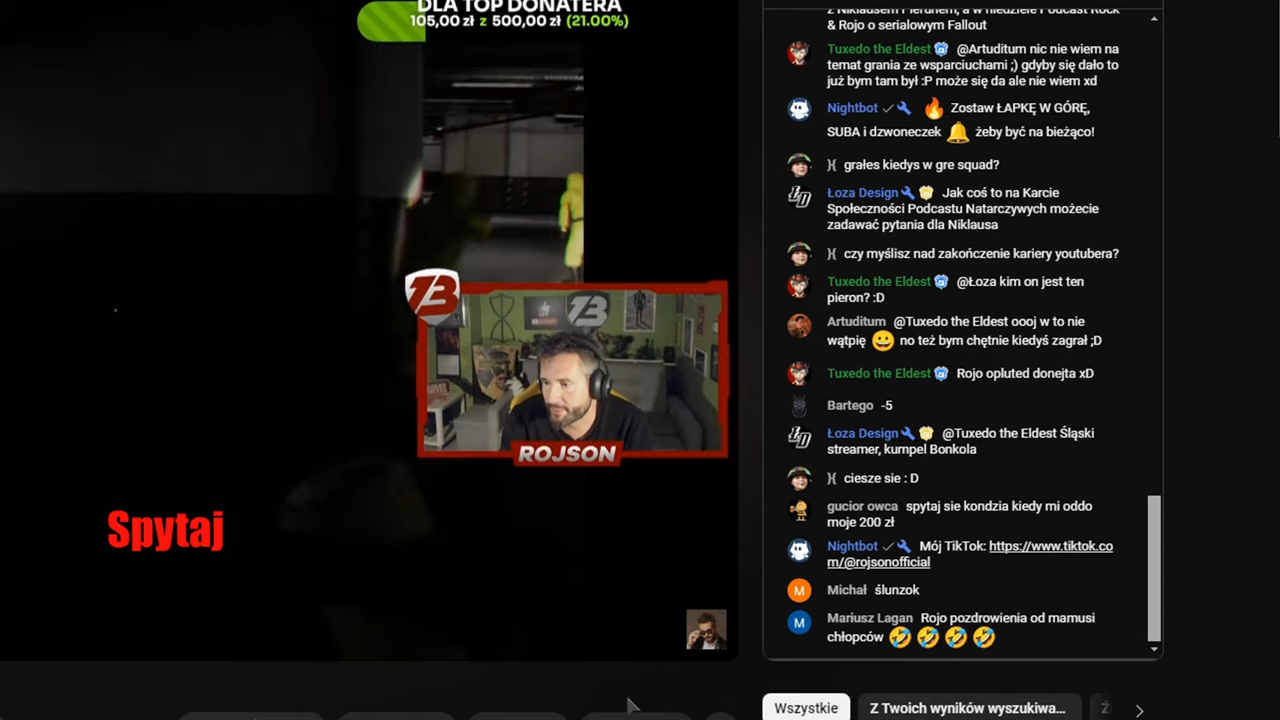 DLA TOP DONATERA
105,00 zł z 500,00 zł (21.00%)
13
13
MARVEL
ROJSON
Spytaj
z Niklausem Pierunem, a w niedziele Podcast Rock
& Rojo o serialowym Fallout
Tuxedo the Eldest @Artuditum nic nie wiem na
temat grania ze wsparciuchami ;) gdyby się dało to
już bym tam był :P może się da ale nie wiem xd
Nightbot 🔥 Zostaw ŁAPKĘ W GÓRĘ,
SUBA i dzwoneczek 🔔 żeby być na bieżąco!
}{ grałes kiedys w gre squad?
Łoza Design Jak coś to na Karcie
Społeczności Podcastu Natarczywych możecie
zadawać pytania dla Niklausa
}{ czy myślisz nad zakończenie kariery youtubera?
Tuxedo the Eldest @Łoza kim on jest ten
pieron? :D
Artuditum @Tuxedo the Eldest oooj w to nie
wątpię 😀 no też bym chętnie kiedyś zagrał ;D
Tuxedo the Eldest Rojo opluted donejta xD
Bartego -5
Łoza Design @Tuxedo the Eldest Śląski
streamer, kumpel Bonkola
}{ ciesze sie : D
gucior owca spytaj sie kondzia kiedy mi oddo
moje 200 zł
Nightbot Mój TikTok: https://www.tiktok.co
m/@rojsonofficial
M Michał ślunzok
M Mariusz Lagan Rojo pozdrowienia od mamusi
chłopców 🤣 🤣 🤣 🤣
Wszystkie
Z Twoich wyników wyszukiwa...